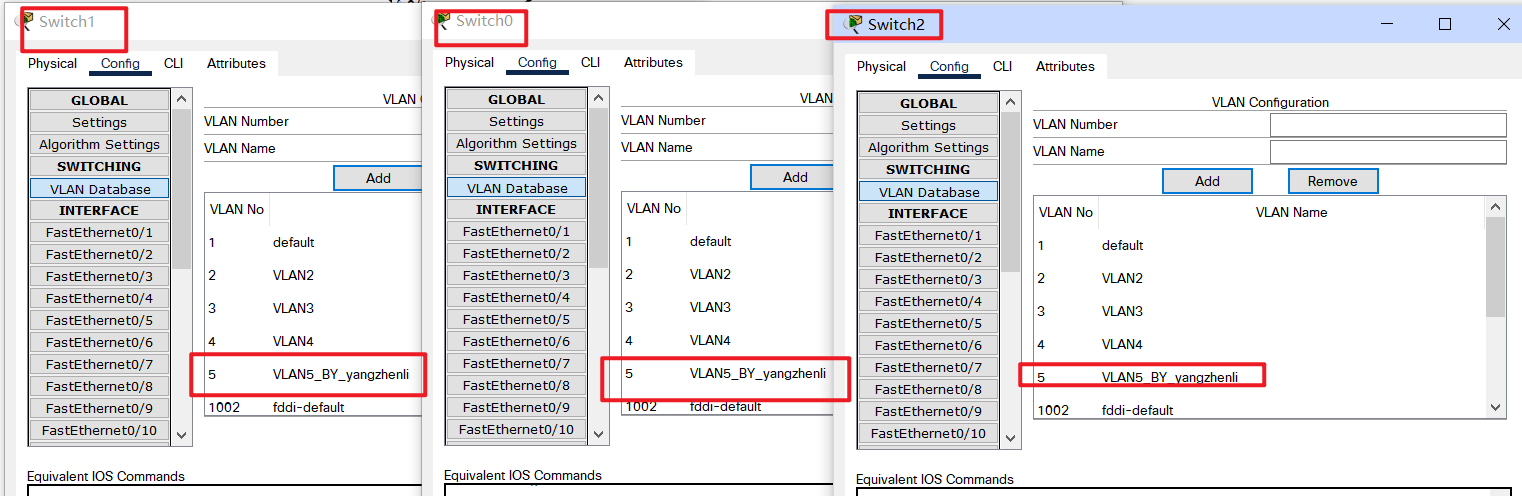 Switch1
Physical Config CLI Attributes
GLOBAL
Settings
Algorithm Settings
SWITCHING
VLAN Database
INTERFACE
FastEthernet0/1
FastEthernet0/2
FastEthernet0/3
FastEthernet0/4
FastEthernet0/5
FastEthernet0/6
FastEthernet0/7
FastEthernet0/8
FastEthernet0/9
FastEthernet0/10
VLAN
VLAN Number
VLAN Name
Add
VLAN No
1 default
2 VLAN2
3 VLAN3
4 VLAN4
5 VLAN5_BY_yangzhenli
1002 fddi-default
Equivalent IOS Commands
Switch0
Physical Config CLI Attributes
GLOBAL
Settings
Algorithm Settings
SWITCHING
VLAN Database
INTERFACE
FastEthernet0/1
FastEthernet0/2
FastEthernet0/3
FastEthernet0/4
FastEthernet0/5
FastEthernet0/6
FastEthernet0/7
FastEthernet0/8
FastEthernet0/9
FastEthernet0/10
VLAN
VLAN Number
VLAN Name
Add
VLAN No
1 default
2 VLAN2
3 VLAN3
4 VLAN4
5 VLAN5_BY_yangzhenli
1002 fddi-default
Equivalent IOS Commands
Switch2
Physical Config CLI Attributes
GLOBAL
Settings
Algorithm Settings
SWITCHING
VLAN Database
INTERFACE
FastEthernet0/1
FastEthernet0/2
FastEthernet0/3
FastEthernet0/4
FastEthernet0/5
FastEthernet0/6
FastEthernet0/7
FastEthernet0/8
FastEthernet0/9
FastEthernet0/10
VLAN Configuration
VLAN Number
VLAN Name
Add Remove
VLAN No VLAN Name
1 default
2 VLAN2
3 VLAN3
4 VLAN4
5 VLAN5_BY_yangzhenli
1002 fddi-default
Equivalent IOS Commands